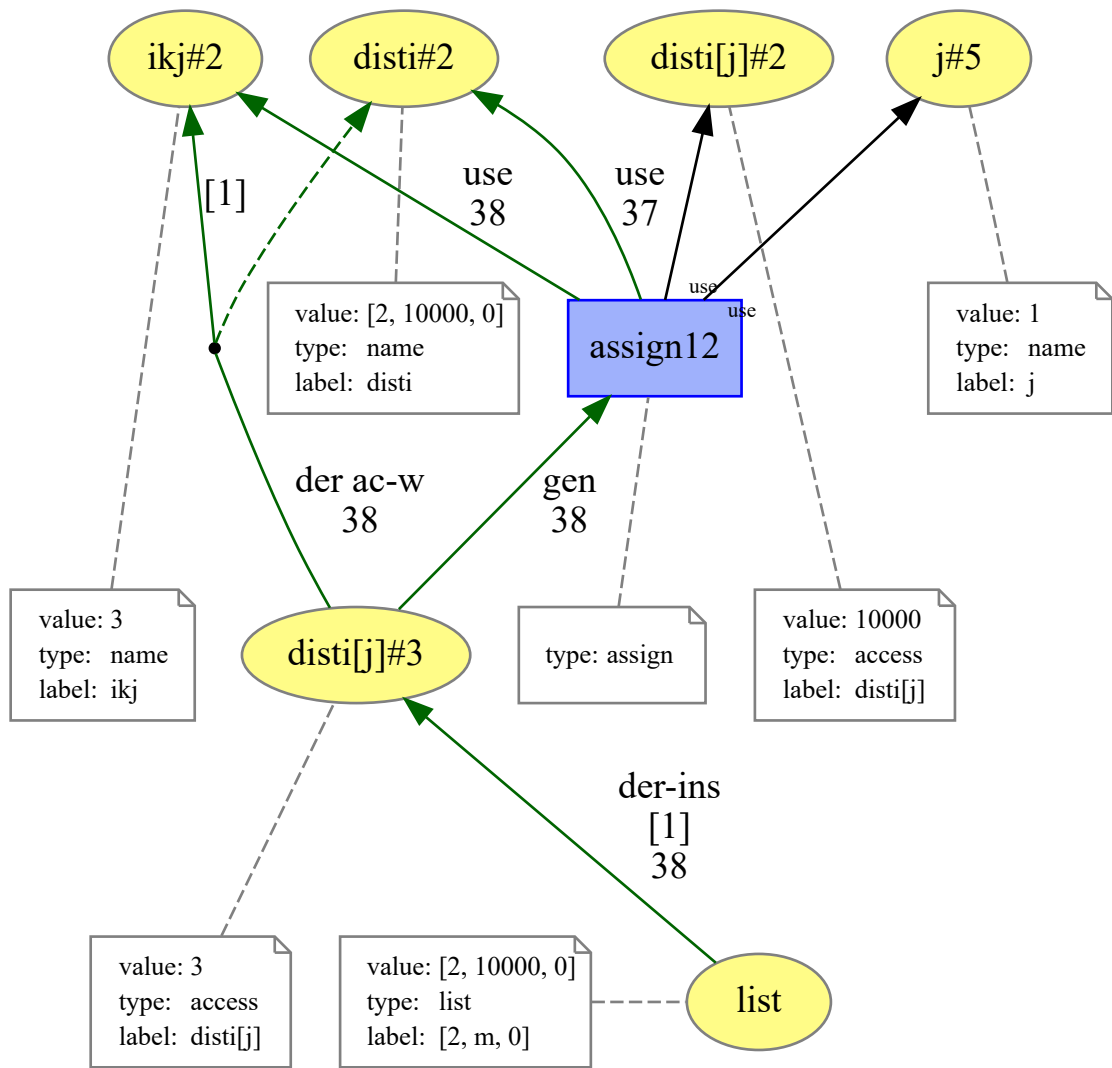 ikj#2
disti#2
disti[j]#2
j#5
[1]
use
38
use
37
value: [2, 10000, 0]
type: name
label: disti
use
use
assign12
value: 1
type: name
label: j
der ac-w
38
gen
38
value: 3
type: name
label: ikj
disti[j]#3
type: assign
value: 10000
type: access
label: disti[j]
der-ins
[1]
38
value: 3
type: access
label: disti[j]
value: [2, 10000, 0]
type: list
label: [2, m, 0]
list